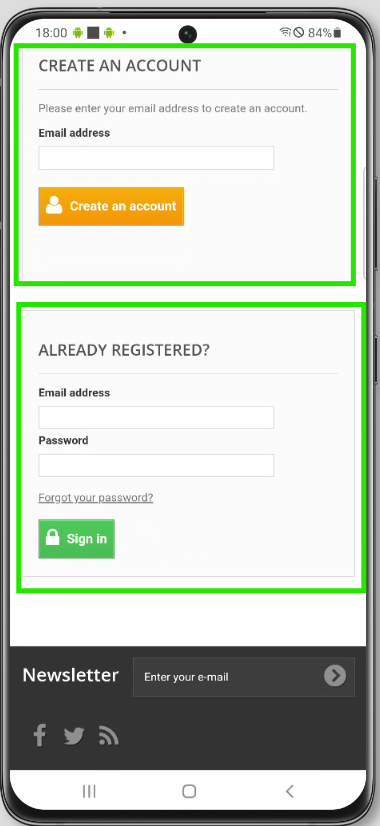 18:00 84%
CREATE AN ACCOUNT
Please enter your email address to create an account.
Email address
Create an account
ALREADY REGISTERED?
Email address
Password
Forgot your password?
Sign in
Newsletter Enter your e-mail